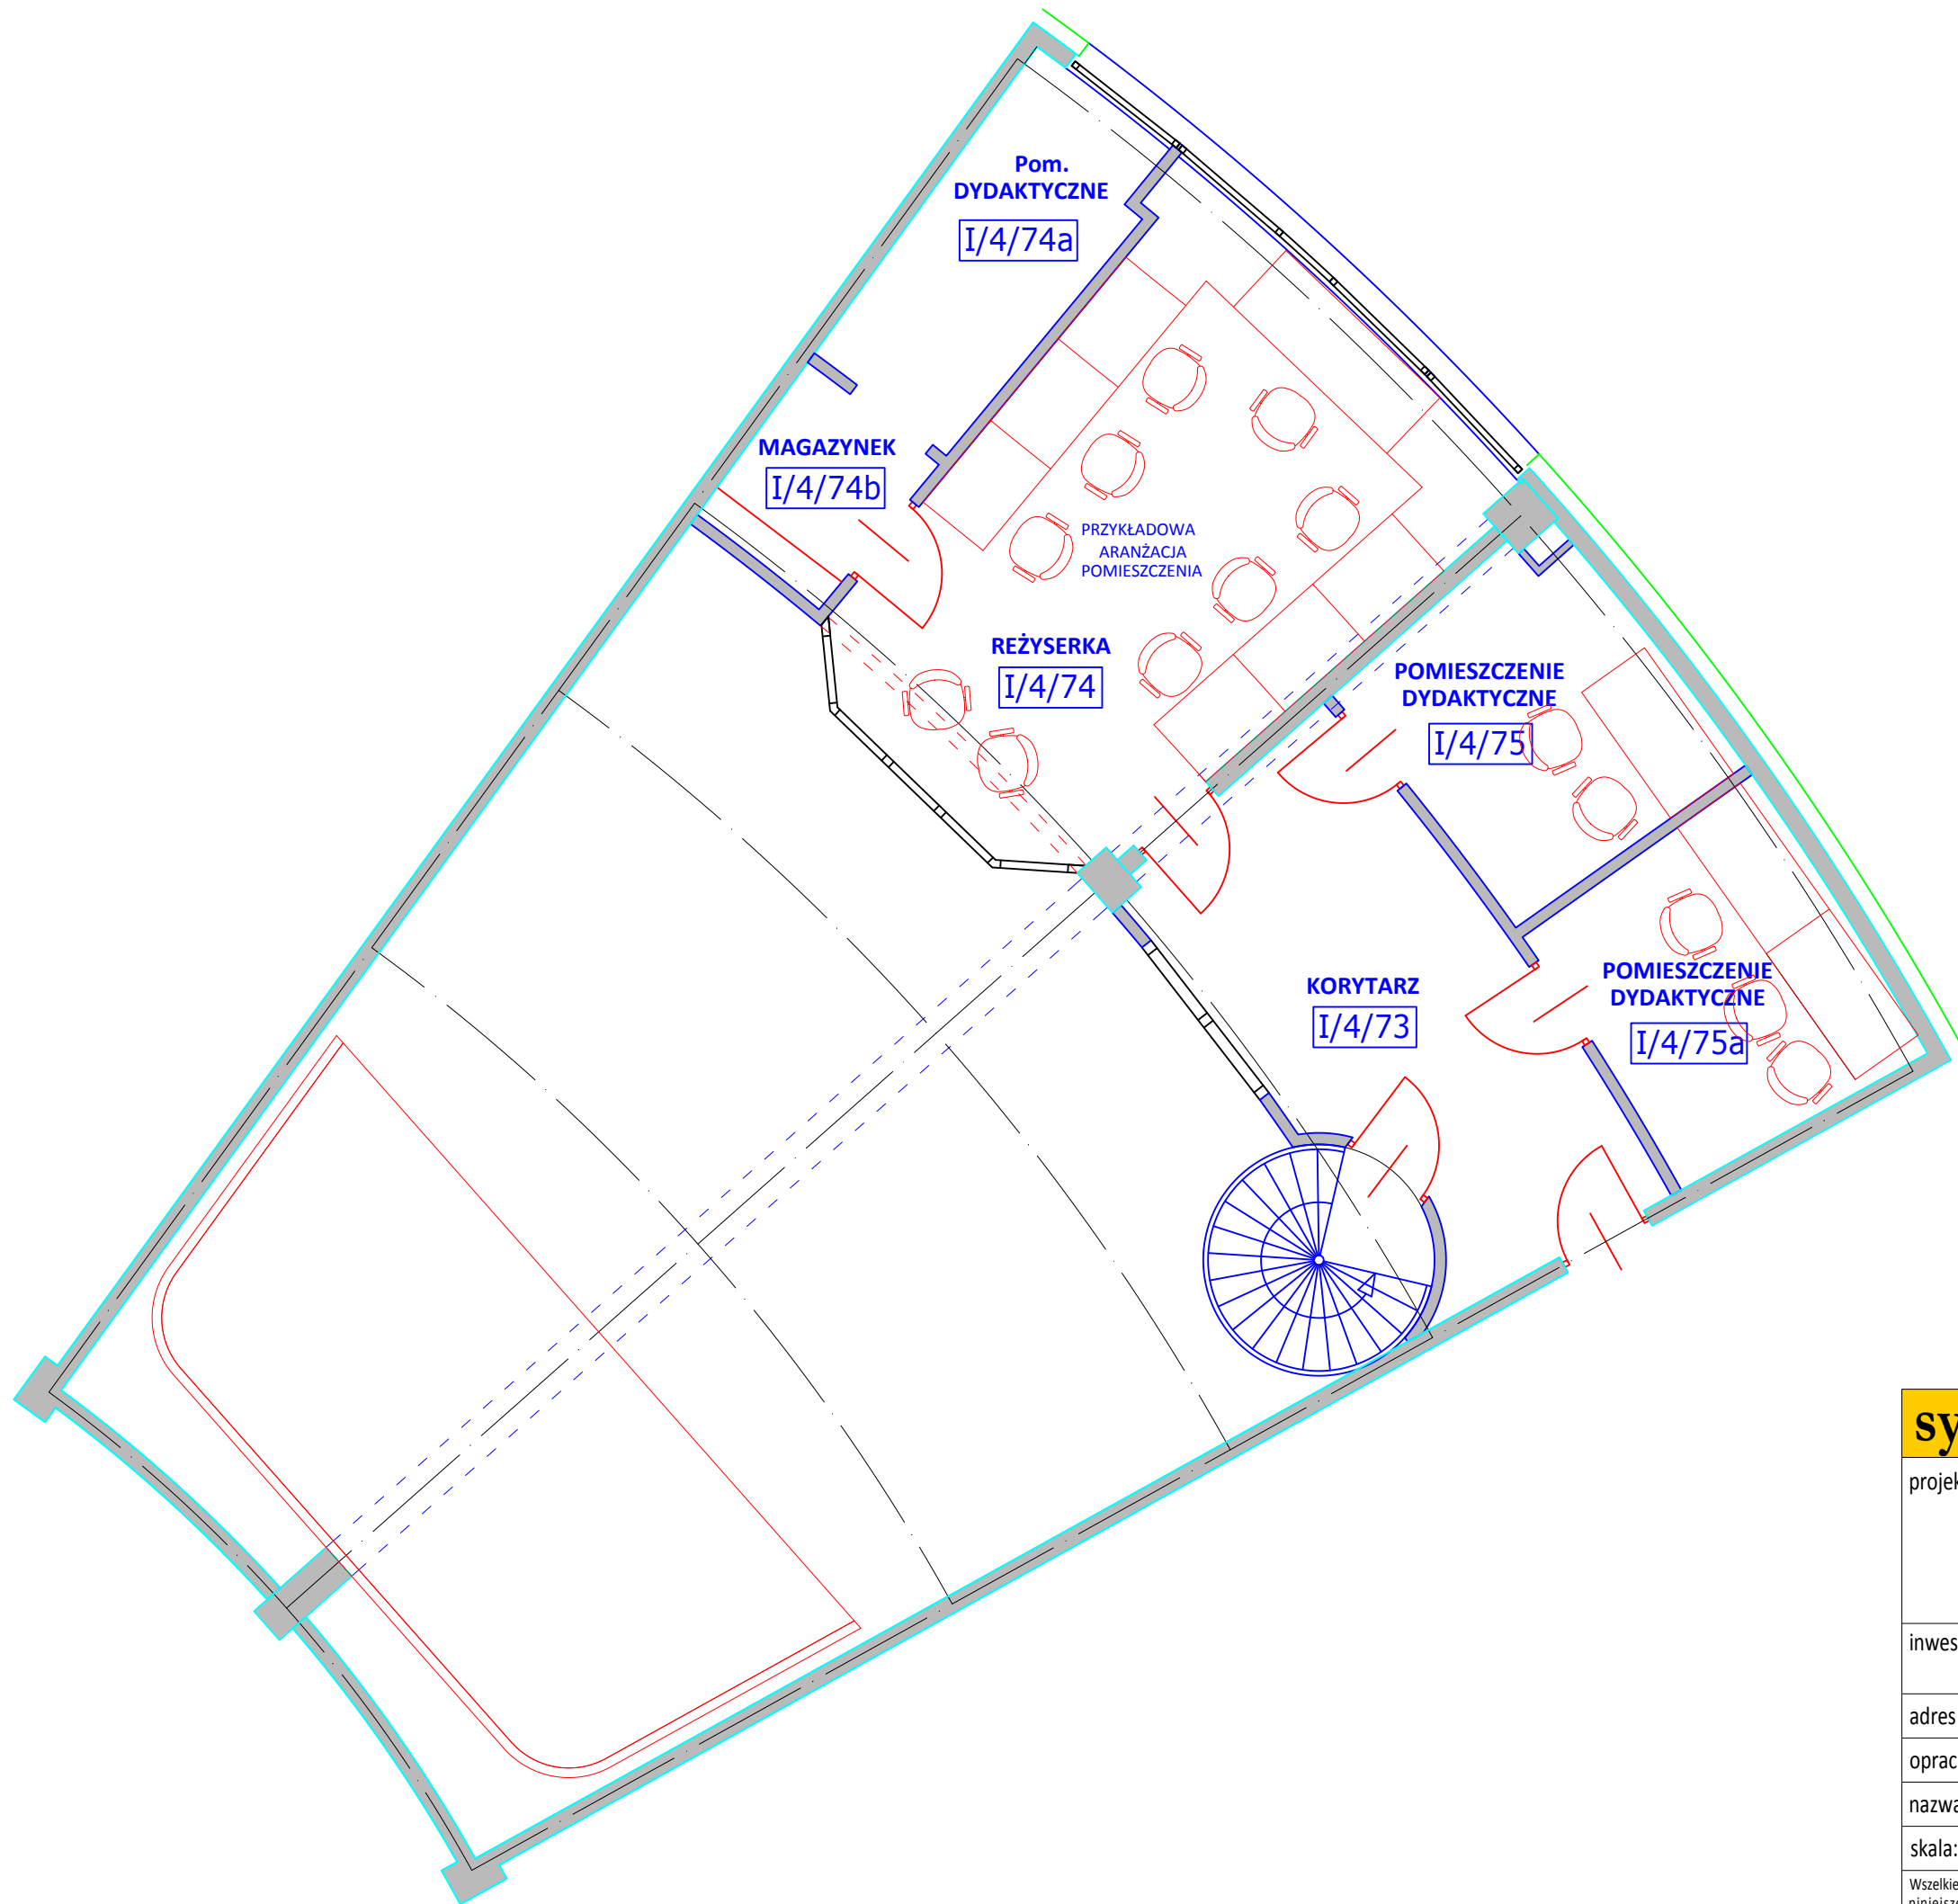 Pom.
DYDAKTYCZNE
I/4/74a
MAGAZYNEK
I/4/74b
PRZYKŁADOWA
ARANŻACJA
POMIESZCZENIA
REŻYSERKA
I/4/74
POMIESZCZENIE
DYDAKTYCZNE
I/4/75
KORYTARZ
I/4/73
POMIESZCZENIE
DYDAKTYCZNE
I/4/75a
sy
projek
inwes
adres
oprac
nazwa
skala:
Wszelkie